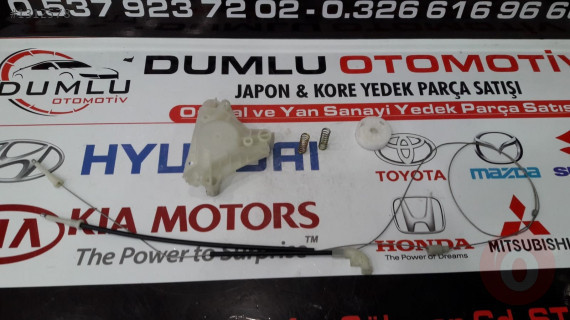 0.537 923 72 02 - 0.326 616 96 6
DUMLU OTOMOTİV
DUMLU
OTOMOTİV
JAPON & KORE YEDEK PARÇA SATIŞI
ve Yan Sanayi Yedek Parça Satış
HYUNDAI
TOYOTA
mazda
SU
KIA MOTORS
The Power to Surprise™
HONDA
The Power of Dreams
MITSUBISHI